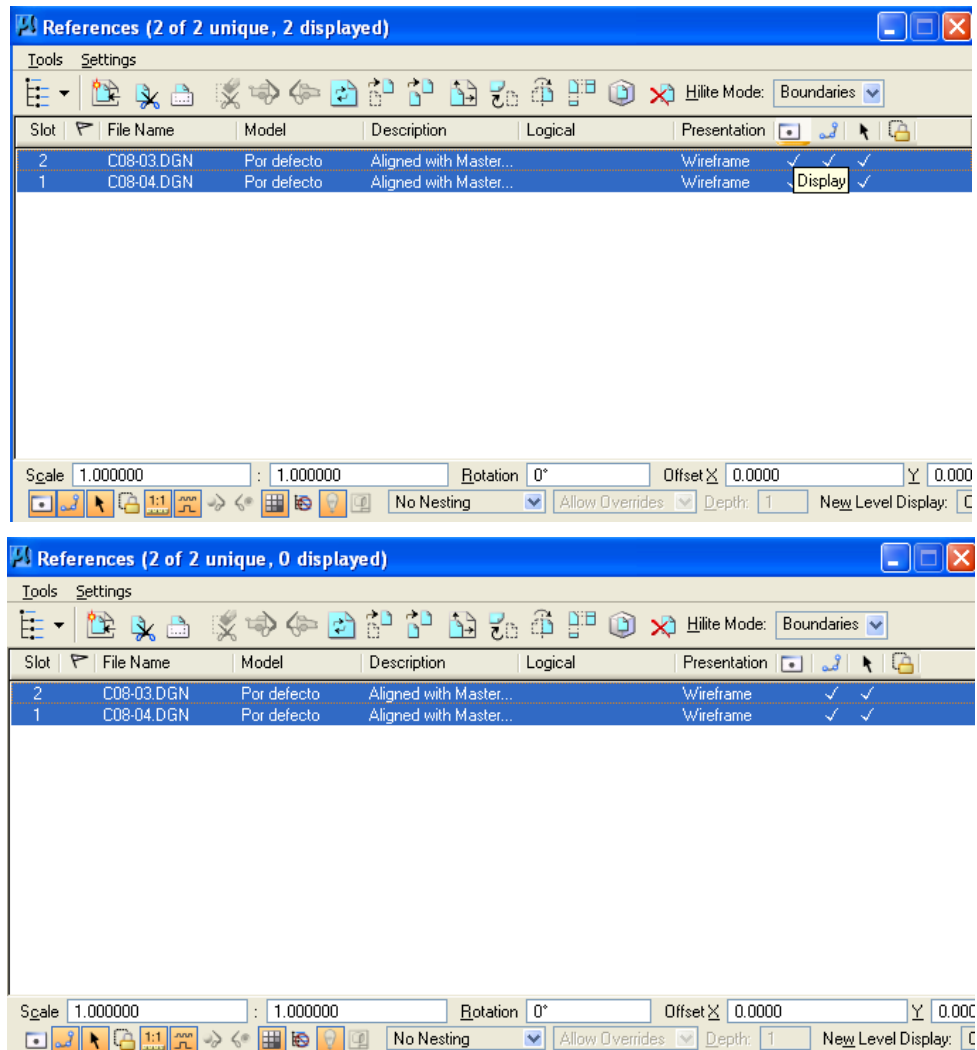 References (2 of 2 unique, 2 displayed)
Tools Settings
Hilite Mode: Boundaries
Slot File Name Model Description Logical Presentation
2 C08-03.DGN Por defecto Aligned with Master... Wireframe ✓ ✓ ✓
1 C08-04.DGN Por defecto Aligned with Master... Wireframe ✓
Display
Scale 1.000000 : 1.000000 Rotation 0° Offset X 0.0000 Y 0.000
1:1 No Nesting Allow Overrides Depth: 1 New Level Display:
References (2 of 2 unique, 0 displayed)
Tools Settings
Hilite Mode: Boundaries
Slot File Name Model Description Logical Presentation
2 C08-03.DGN Por defecto Aligned with Master... Wireframe ✓ ✓
1 C08-04.DGN Por defecto Aligned with Master... Wireframe ✓ ✓
Scale 1.000000 : 1.000000 Rotation 0° Offset X 0.0000 Y 0.000
1:1 No Nesting Allow Overrides Depth: 1 New Level Display: